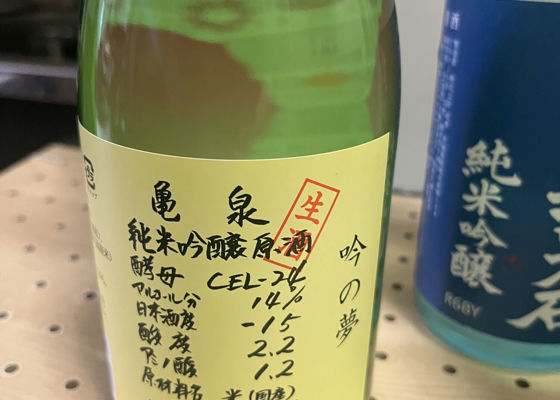 亀泉
生酒
純米吟醸原酒
酵母 CEL-24
アルコール分 14%
日本酒度 -15
酸度 2.2
アミノ酸 1.2
原材料名 米(国産)
吟の夢
純米吟醸
R6BY